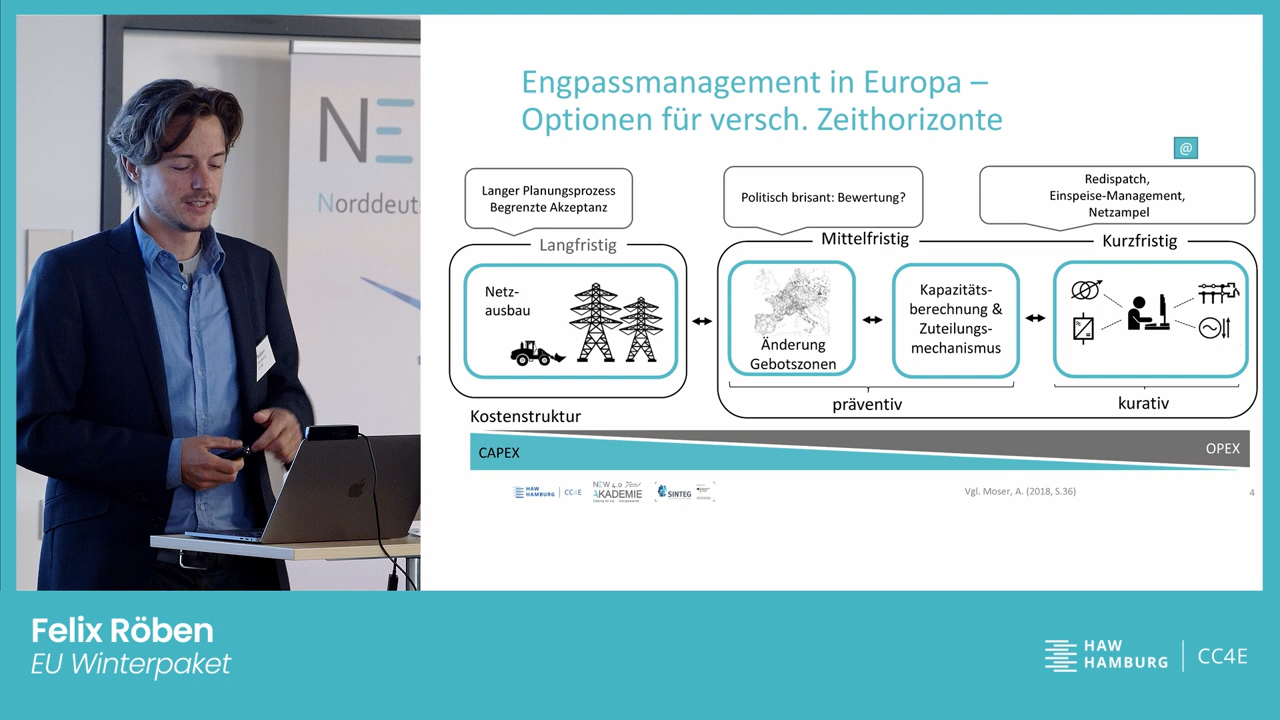 NE
Norddeuts
Engpassmanagement in Europa –
Optionen für versch. Zeithorizonte
@
Langer Planungsprozess
Begrenzte Akzeptanz
Politisch brisant: Bewertung?
Redispatch,
Einspeise-Management,
Netzampel
Langfristig
Mittelfristig
Kurzfristig
Netz-
ausbau
Änderung
Gebotszonen
Kapazitäts-
berechnung &
Zuteilungs-
mechanismus
präventiv
kurativ
Kostenstruktur
CAPEX
OPEX
HAW
HAMBURG
CC4E
NEW 4.0
AKADEMIE
SINTEG
Vgl. Moser, A. (2018, S.36)
4
Felix Röben
EU Winterpaket
HAW
HAMBURG
CC4E